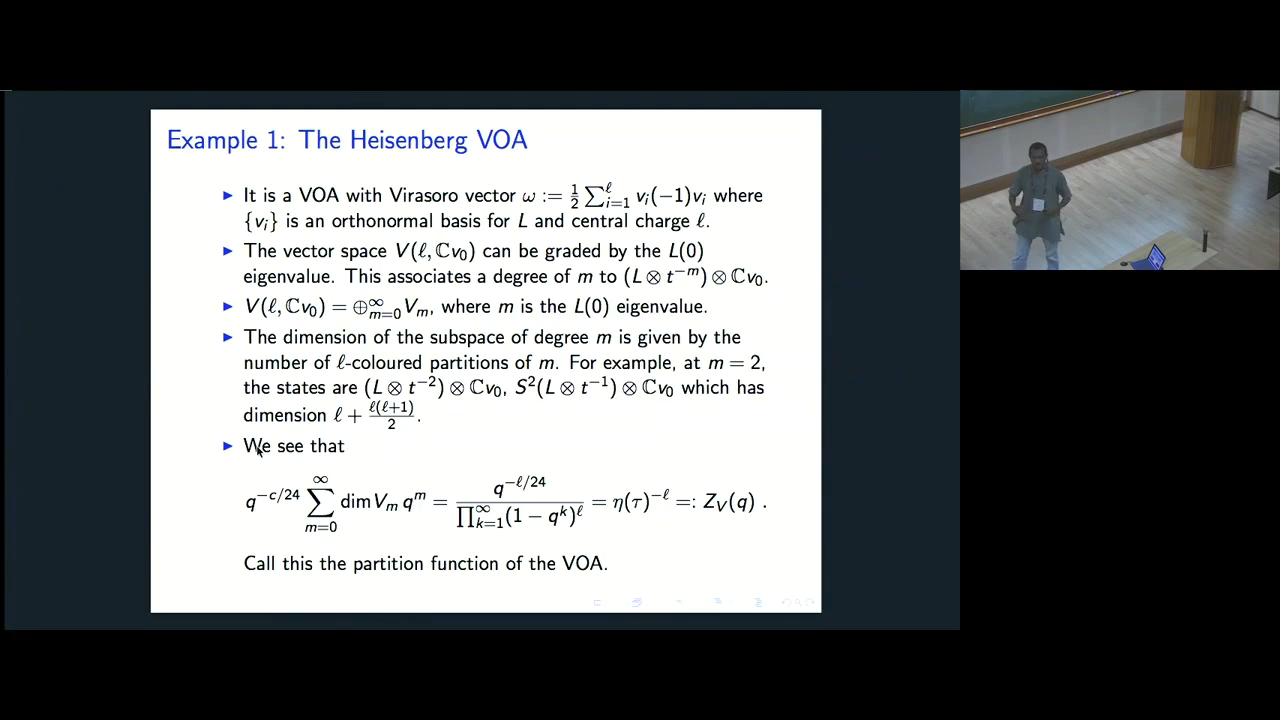 Example 1: The Heisenberg VOA
▶ It is a VOA with Virasoro vector ω := ½ ∑_{i=1}^{ℓ} v_i(−1)v_i where
{v_i} is an orthonormal basis for L and central charge ℓ.
▶ The vector space V(ℓ, ℂv_0) can be graded by the L(0)
eigenvalue. This associates a degree of m to (L ⊗ t^{−m}) ⊗ ℂv_0.
▶ V(ℓ, ℂv_0) = ⊕_{m=0}^{∞} V_m, where m is the L(0) eigenvalue.
▶ The dimension of the subspace of degree m is given by the
number of ℓ-coloured partitions of m. For example, at m = 2,
the states are (L ⊗ t^{−2}) ⊗ ℂv_0, S^2(L ⊗ t^{−1}) ⊗ ℂv_0 which has
dimension ℓ + \frac{ℓ(ℓ+1)}{2}.
▶ We see that
q^{−c/24} ∑_{m=0}^{∞} dim V_m q^m = \frac{q^{−ℓ/24}}{∏_{k=1}^{∞}(1 − q^k)^ℓ} = η(τ)^{−ℓ} =: Z_V(q) .
Call this the partition function of the VOA.